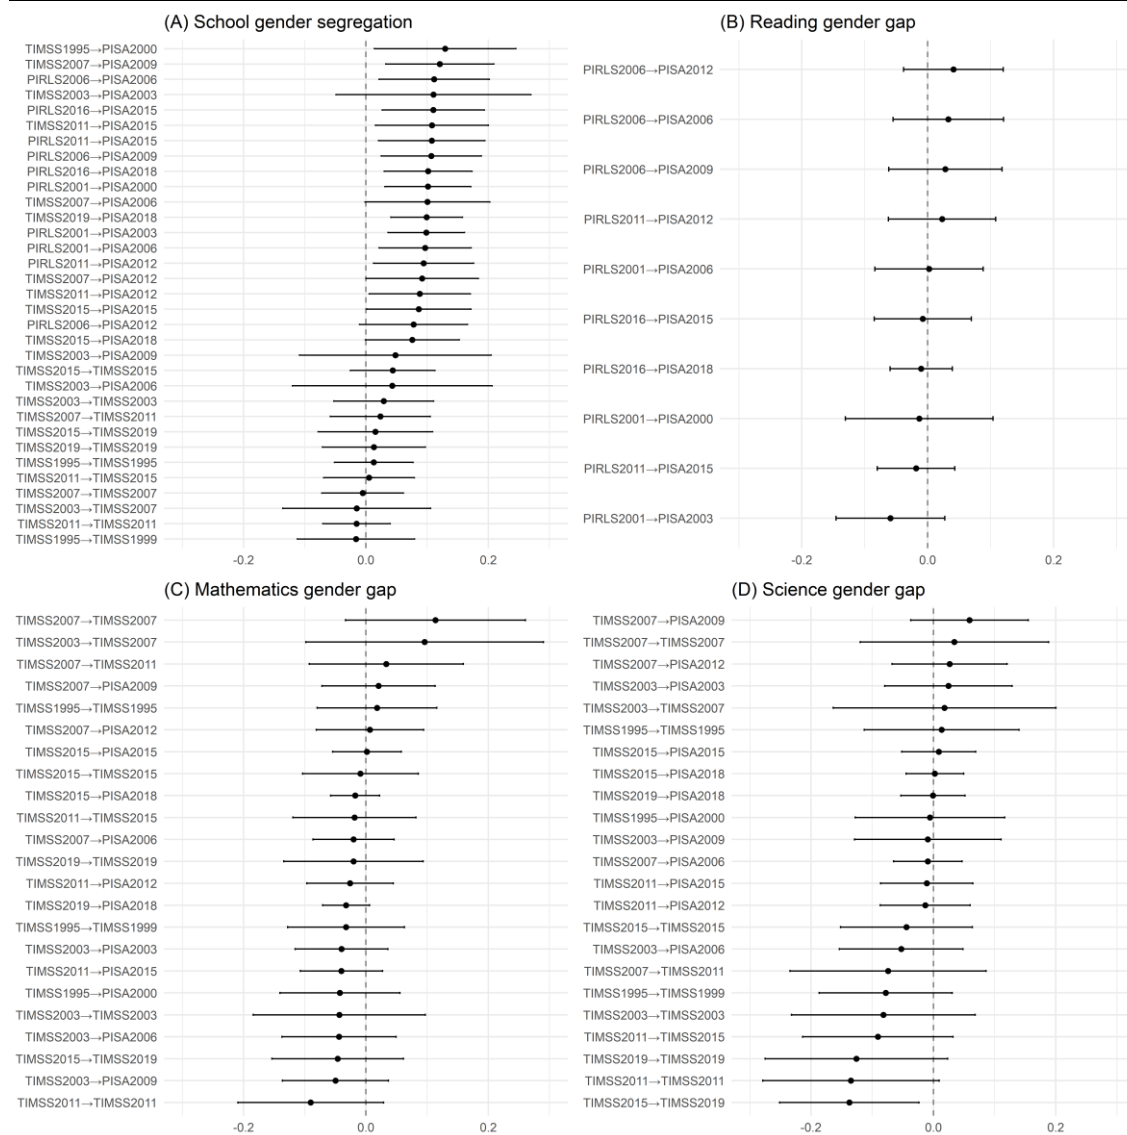 (A) School gender segregation
TIMSS1995→PISA2000
TIMSS2007→PISA2009
PIRLS2006→PISA2006
TIMSS2003→PISA2003
PIRLS2016→PISA2015
TIMSS2011→PISA2015
PIRLS2011→PISA2015
PIRLS2006→PISA2009
PIRLS2016→PISA2018
PIRLS2001→PISA2000
TIMSS2007→PISA2006
TIMSS2019→PISA2018
PIRLS2001→PISA2003
PIRLS2001→PISA2006
PIRLS2011→PISA2012
TIMSS2007→PISA2012
TIMSS2011→PISA2012
TIMSS2015→PISA2015
PIRLS2006→PISA2012
TIMSS2015→PISA2018
TIMSS2003→PISA2009
TIMSS2015→TIMSS2015
TIMSS2003→PISA2006
TIMSS2003→TIMSS2003
TIMSS2007→TIMSS2011
TIMSS2015→TIMSS2019
TIMSS2019→TIMSS2019
TIMSS1995→TIMSS1995
TIMSS2011→TIMSS2015
TIMSS2007→TIMSS2007
TIMSS2003→TIMSS2007
TIMSS2011→TIMSS2011
TIMSS1995→TIMSS1999
-0.2 0.0 0.2
(B) Reading gender gap
PIRLS2006→PISA2012
PIRLS2006→PISA2006
PIRLS2006→PISA2009
PIRLS2011→PISA2012
PIRLS2001→PISA2006
PIRLS2016→PISA2015
PIRLS2016→PISA2018
PIRLS2001→PISA2000
PIRLS2011→PISA2015
PIRLS2001→PISA2003
-0.2 0.0 0.2
(C) Mathematics gender gap
TIMSS2007→TIMSS2007
TIMSS2003→TIMSS2007
TIMSS2007→TIMSS2011
TIMSS2007→PISA2009
TIMSS1995→TIMSS1995
TIMSS2007→PISA2012
TIMSS2015→PISA2015
TIMSS2015→TIMSS2015
TIMSS2015→PISA2018
TIMSS2011→TIMSS2015
TIMSS2007→PISA2006
TIMSS2019→TIMSS2019
TIMSS2011→PISA2012
TIMSS2019→PISA2018
TIMSS1995→TIMSS1999
TIMSS2003→PISA2003
TIMSS2011→PISA2015
TIMSS1995→PISA2000
TIMSS2003→TIMSS2003
TIMSS2003→PISA2006
TIMSS2015→TIMSS2019
TIMSS2003→PISA2009
TIMSS2011→TIMSS2011
-0.2 0.0 0.2
(D) Science gender gap
TIMSS2007→PISA2009
TIMSS2007→TIMSS2007
TIMSS2007→PISA2012
TIMSS2003→PISA2003
TIMSS2003→TIMSS2007
TIMSS1995→TIMSS1995
TIMSS2015→PISA2015
TIMSS2015→PISA2018
TIMSS2019→PISA2018
TIMSS1995→PISA2000
TIMSS2003→PISA2009
TIMSS2007→PISA2006
TIMSS2011→PISA2015
TIMSS2011→PISA2012
TIMSS2015→TIMSS2015
TIMSS2003→PISA2006
TIMSS2007→TIMSS2011
TIMSS1995→TIMSS1999
TIMSS2003→TIMSS2003
TIMSS2011→TIMSS2015
TIMSS2019→TIMSS2019
TIMSS2011→TIMSS2011
TIMSS2015→TIMSS2019
-0.2 0.0 0.2